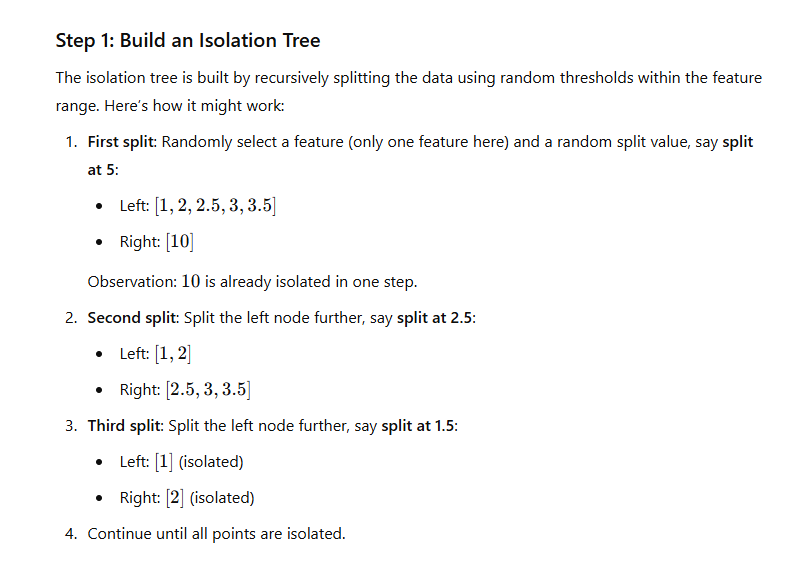 Step 1: Build an Isolation Tree
The isolation tree is built by recursively splitting the data using random thresholds within the feature
range. Here's how it might work:
1. First split: Randomly select a feature (only one feature here) and a random split value, say split
at 5:
• Left: [1, 2, 2.5, 3, 3.5]
• Right: [10]
Observation: 10 is already isolated in one step.
2. Second split: Split the left node further, say split at 2.5:
• Left: [1, 2]
• Right: [2.5, 3, 3.5]
3. Third split: Split the left node further, say split at 1.5:
• Left: [1] (isolated)
• Right: [2] (isolated)
4. Continue until all points are isolated.